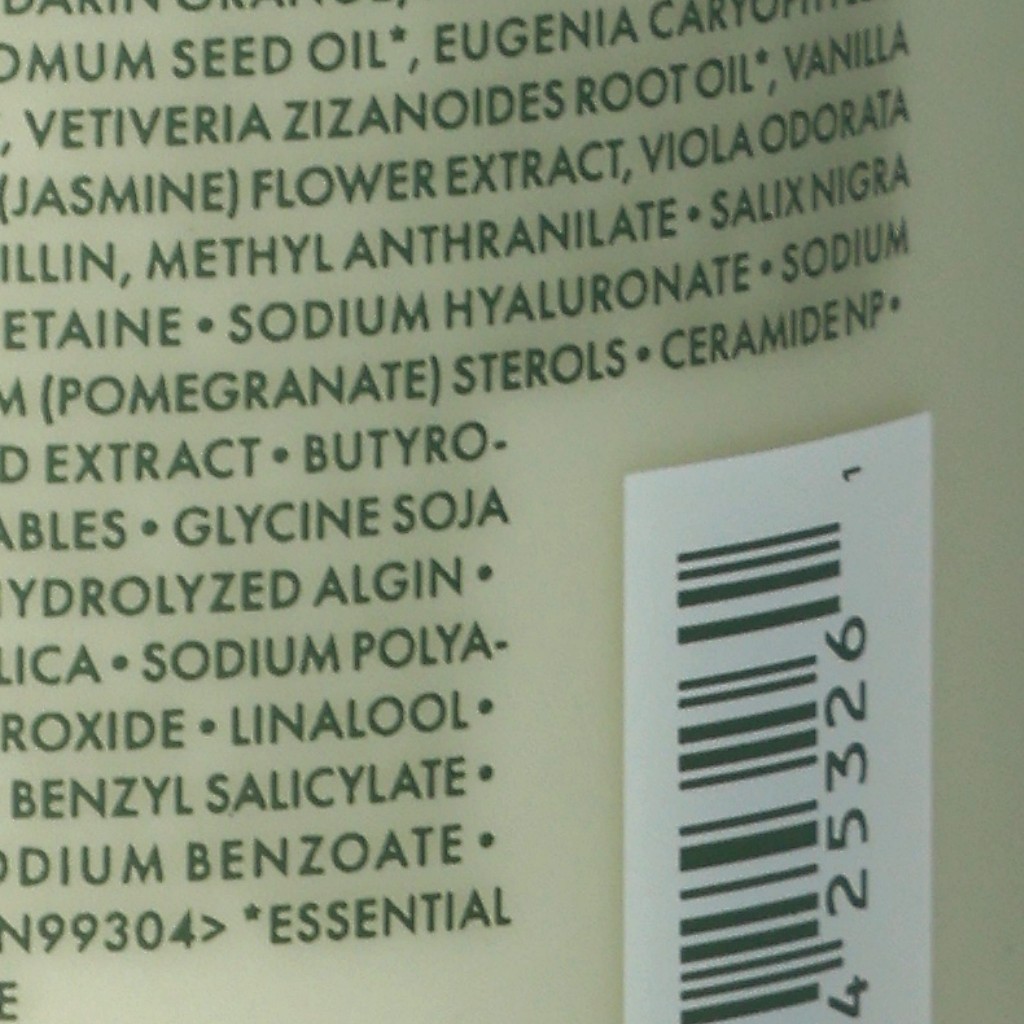 OMUM SEED OIL*, EUGENIA
, VETIVERIA ZIZANOIDES ROOT OIL*, VANILLA
(JASMINE) FLOWER EXTRACT, VIOLA ODORATA
ILLIN, METHYL ANTHRANILATE • SALIX NIGRA
ETAINE • SODIUM HYALURONATE • SODIUM
M (POMEGRANATE) STEROLS • CERAMIDE NP •
D EXTRACT • BUTYRO-
ABLES • GLYCINE SOJA
HYDROLYZED ALGIN •
LICA • SODIUM POLYA-
ROXIDE • LINALOOL •
BENZYL SALICYLATE •
ODIUM BENZOATE •
N99304> *ESSENTIAL
E
4 25326 1